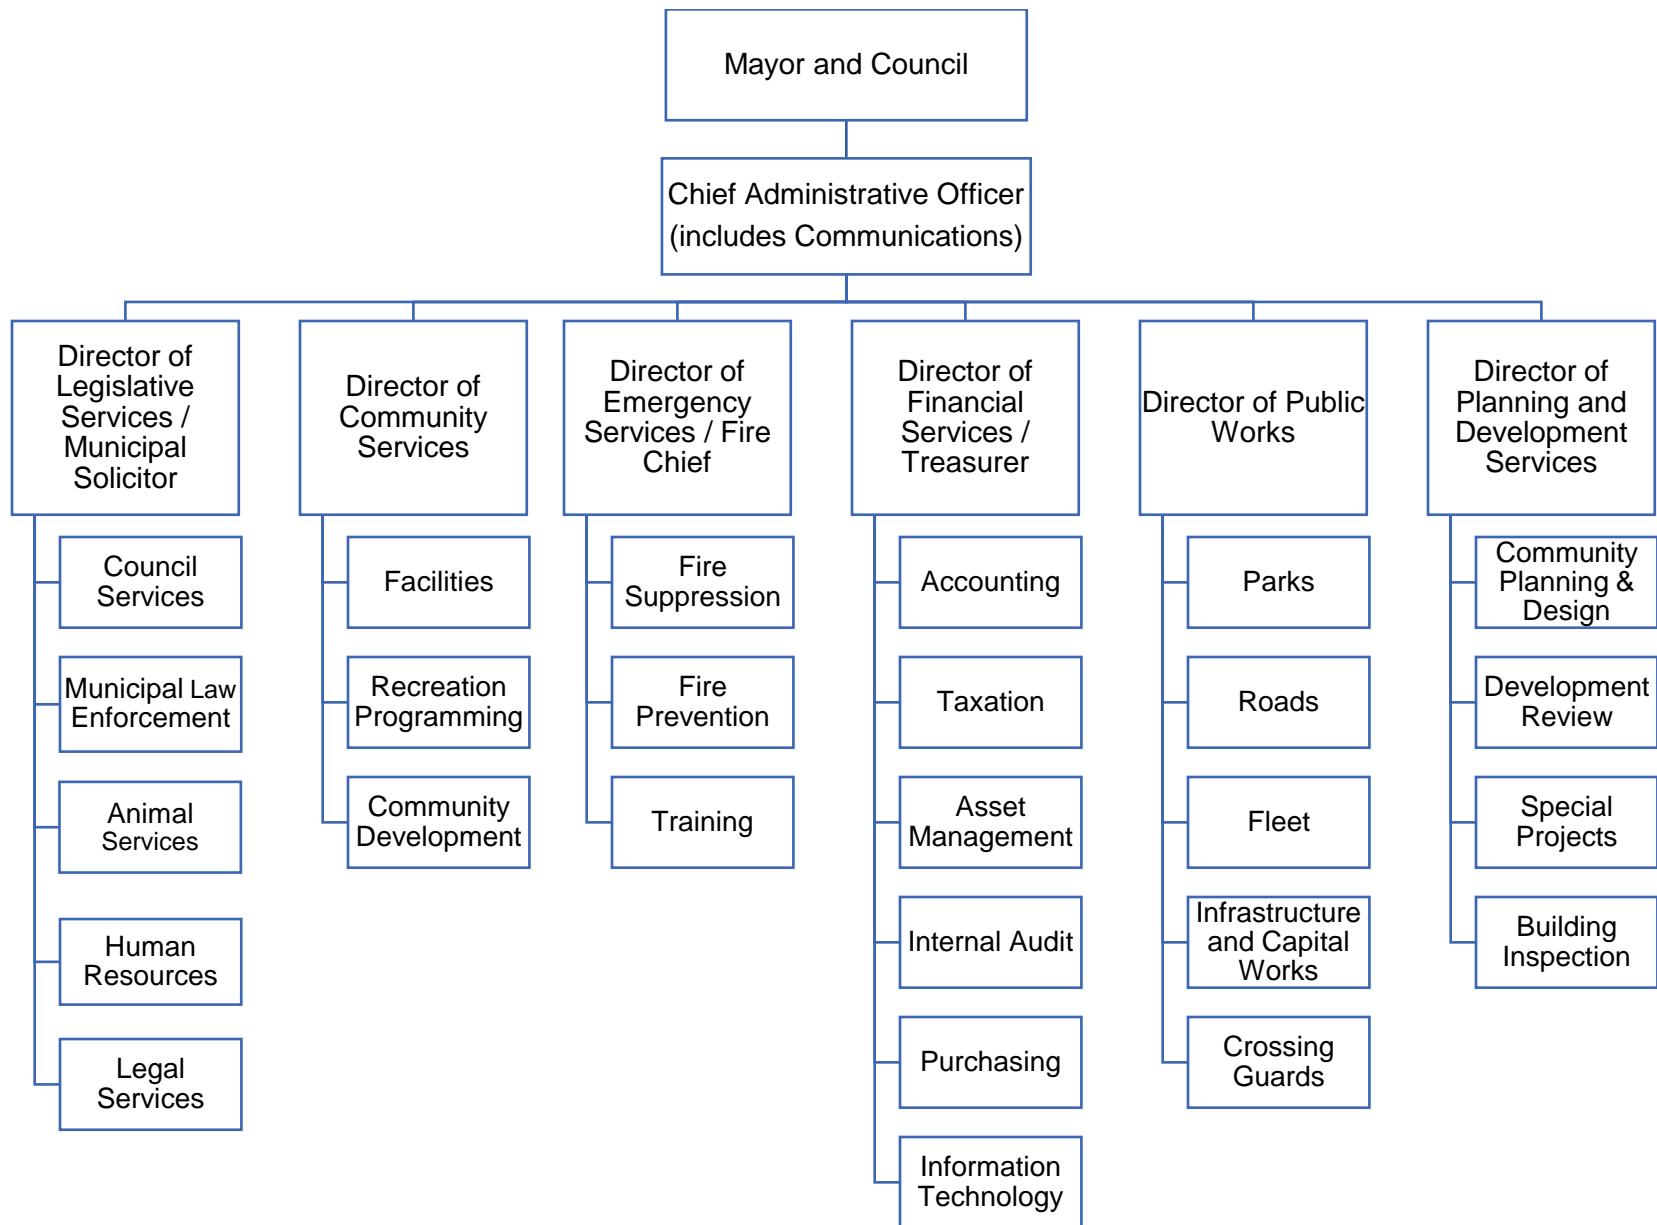 Mayor and Council
Chief Administrative Officer
(includes Communications)
Director of
Legislative
Services /
Municipal
Solicitor
Council
Services
Municipal Law
Enforcement
Animal
Services
Human
Resources
Legal
Services
Director of
Community
Services
Facilities
Recreation
Programming
Community
Development
Director of
Emergency
Services / Fire
Chief
Fire
Suppression
Fire
Prevention
Training
Director of
Financial
Services /
Treasurer
Accounting
Taxation
Asset
Management
Internal Audit
Purchasing
Information
Technology
Director of Public
Works
Parks
Roads
Fleet
Infrastructure
and Capital
Works
Crossing
Guards
Director of
Planning and
Development
Services
Community
Planning &
Design
Development
Review
Special
Projects
Building
Inspection